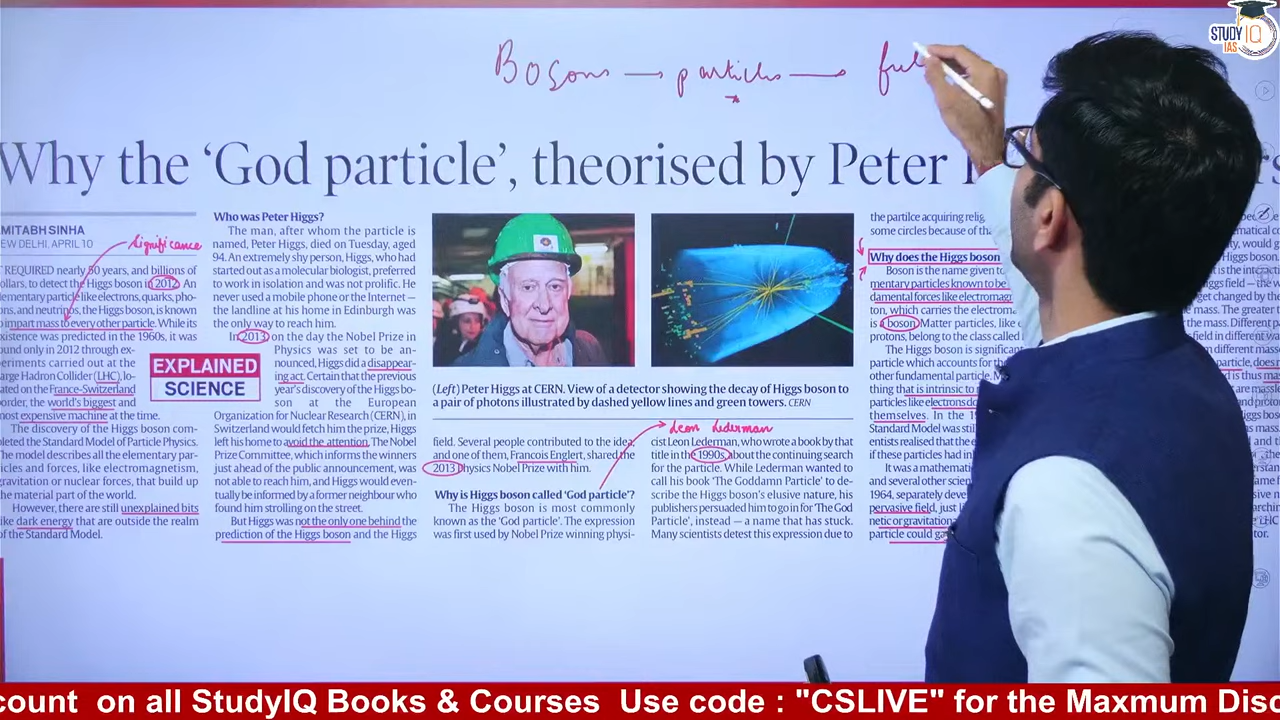 STUDY IQ
IAS
Bosons → particles → ful
Why the ‘God particle’, theorised by Peter
MITABH SINHA
EW DELHI, APRIL 10
Significance
REQUIRED nearly 50 years, and billions of
ollars, to detect the Higgs boson in 2012. An
ementary particle like electrons, quarks, pho-
ons, and neutrinos, the Higgs boson, is known
o impart mass to every other particle. While its
xistence was predicted in the 1960s, it was
ound only in 2012 through ex-
eriments carried out at the
arge Hadron Collider (LHC), lo-
ated on the France-Switzerland
order, the world’s biggest and
most expensive machine at the time.
The discovery of the Higgs boson com-
leted the Standard Model of Particle Physics.
he model describes all the elementary par-
icles and forces, like electromagnetism,
ravitation or nuclear forces, that build up
he material part of the world.
However, there are still unexplained bits
ike dark energy that are outside the realm
f the Standard Model.
EXPLAINED
SCIENCE
Who was Peter Higgs?
The man, after whom the particle is
named, Peter Higgs, died on Tuesday, aged
94. An extremely shy person, Higgs, who had
started out as a molecular biologist, preferred
to work in isolation and was not prolific. He
never used a mobile phone or the Internet —
the landline at his home in Edinburgh was
the only way to reach him.
In 2013, on the day the Nobel Prize in
Physics was set to be an-
nounced, Higgs did a disappear-
ing act. Certain that the previous
year’s discovery of the Higgs bo-
son at the European
Organization for Nuclear Research (CERN), in
Switzerland would fetch him the prize, Higgs
left his home to avoid the attention. The Nobel
Prize Committee, which informs the winners
just ahead of the public announcement, was
not able to reach him, and Higgs would even-
tually be informed by a former neighbour who
found him strolling on the street.
But Higgs was not the only one behind the
prediction of the Higgs boson and the Higgs
(Left) Peter Higgs at CERN. View of a detector showing the decay of Higgs boson to
a pair of photons illustrated by dashed yellow lines and green towers. CERN
field. Several people contributed to the idea,
and one of them, Francois Englert, shared the
2013 Physics Nobel Prize with him.
Why is Higgs boson called ‘God particle’?
The Higgs boson is most commonly
known as the ‘God particle’. The expression
was first used by Nobel Prize winning physi-
Leon Lederman
cist Leon Lederman, who wrote a book by that
title in the 1990s, about the continuing search
for the particle. While Lederman wanted to
call his book ‘The Goddamn Particle’ to de-
scribe the Higgs boson’s elusive nature, his
publishers persuaded him to go in for ‘The God
Particle’, instead — a name that has stuck.
Many scientists detest this expression due to
the partilce acquiring relig
some circles because of tha
Why does the Higgs boson
Boson is the name given to
mentary particles known to be
damental forces like electromagn
ton, which carries the electroma
is a boson. Matter particles, like e
protons, belong to the class called
The Higgs boson is significan
particle which accounts for the
other fundamental particle. M
thing that is intrinsic to
particles like electrons do
themselves. In the 19
Standard Model was stil
entists realised that the e
if these particles had in
It was a mathematic
and several other scien
1964, separately deve
pervasive field, just li
netic or gravitation
particle could ga
count on all StudyIQ Books & Courses Use code : "CSLIVE" for the Maxmum Disc